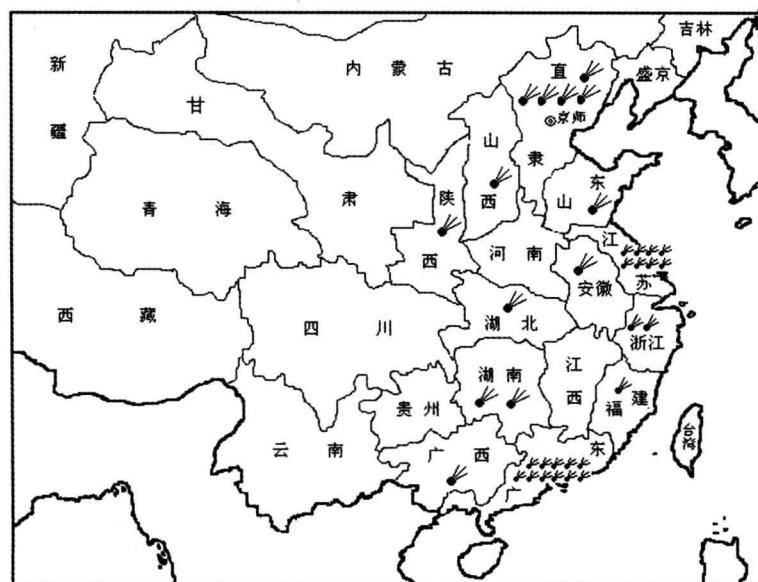 吉林
新疆
内蒙古
直隶
盛京
甘肃
京师
山西
陕西
山东
青海
江苏
河南
安徽
西藏
四川
湖北
浙江
江西
湖南
福建
贵州
云南
广西
广东
台湾